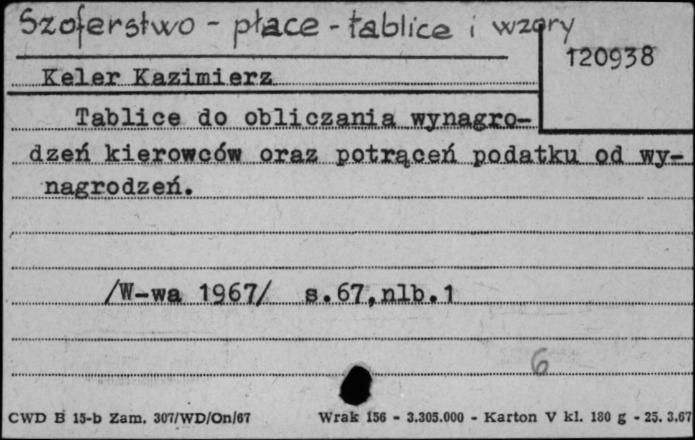 Szoferstwo - płace - tablice i wzory
120938
Keler Kazimierz
Tablice do obliczania wynagro-
dzeń kierowców oraz potrąceń podatku od wy-
nagrodzeń.
/W-wa 1967/ s.67,nlb.1
6
CWD B 15-b Zam. 307/WD/On/67 Wrak 156 - 3.305.000 - Karton V kl. 180 g - 25. 3.67